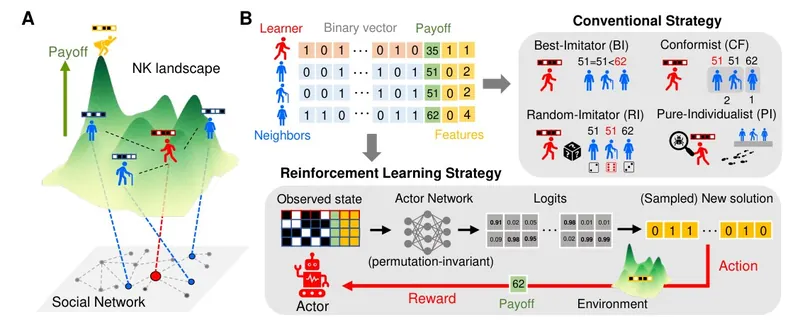 A
Payoff
NK landscape
Social Network
B
Learner
Binary vector
Payoff
1 0 1 ··· 0 1 0 35 1 1
0 0 1 ··· 1 0 1 51 0 2
0 0 1 ··· 1 0 1 51 0 2
1 1 0 ··· 0 0 1 62 0 4
Neighbors
Features
Conventional Strategy
Best-Imitator (BI)
51=51<62
Conformist (CF)
51 51 62
2 1
Random-Imitator (RI)
51 51 62
Pure-Individualist (PI)
Reinforcement Learning Strategy
Observed state
Actor Network
(permutation-invariant)
Logits
0.91 0.02 0.05 ··· 0.98 0.01 0.01
0.09 0.98 0.95 ··· 0.02 0.99 0.99
(Sampled) New solution
0 1 1 ··· 0 1 0
Action
Environment
62
Payoff
Reward
Actor